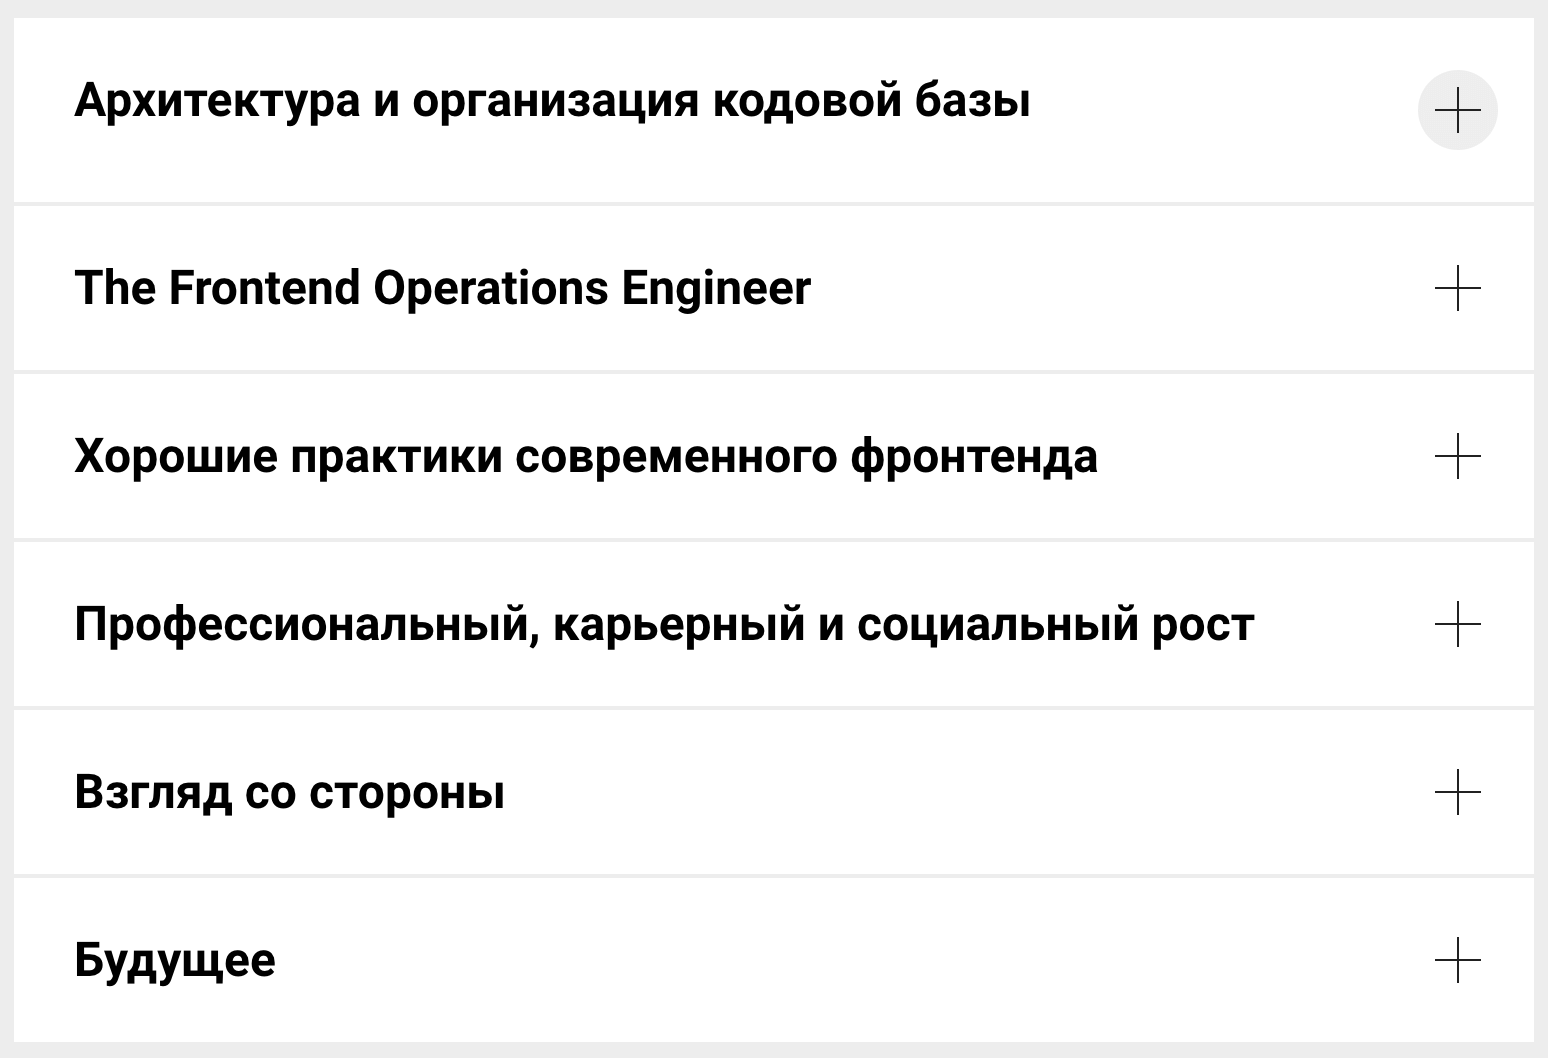 Архитектура и организация кодовой базы
The Frontend Operations Engineer
Хорошие практики современного фронтенда
Профессиональный, карьерный и социальный рост
Взгляд со стороны
Будущее